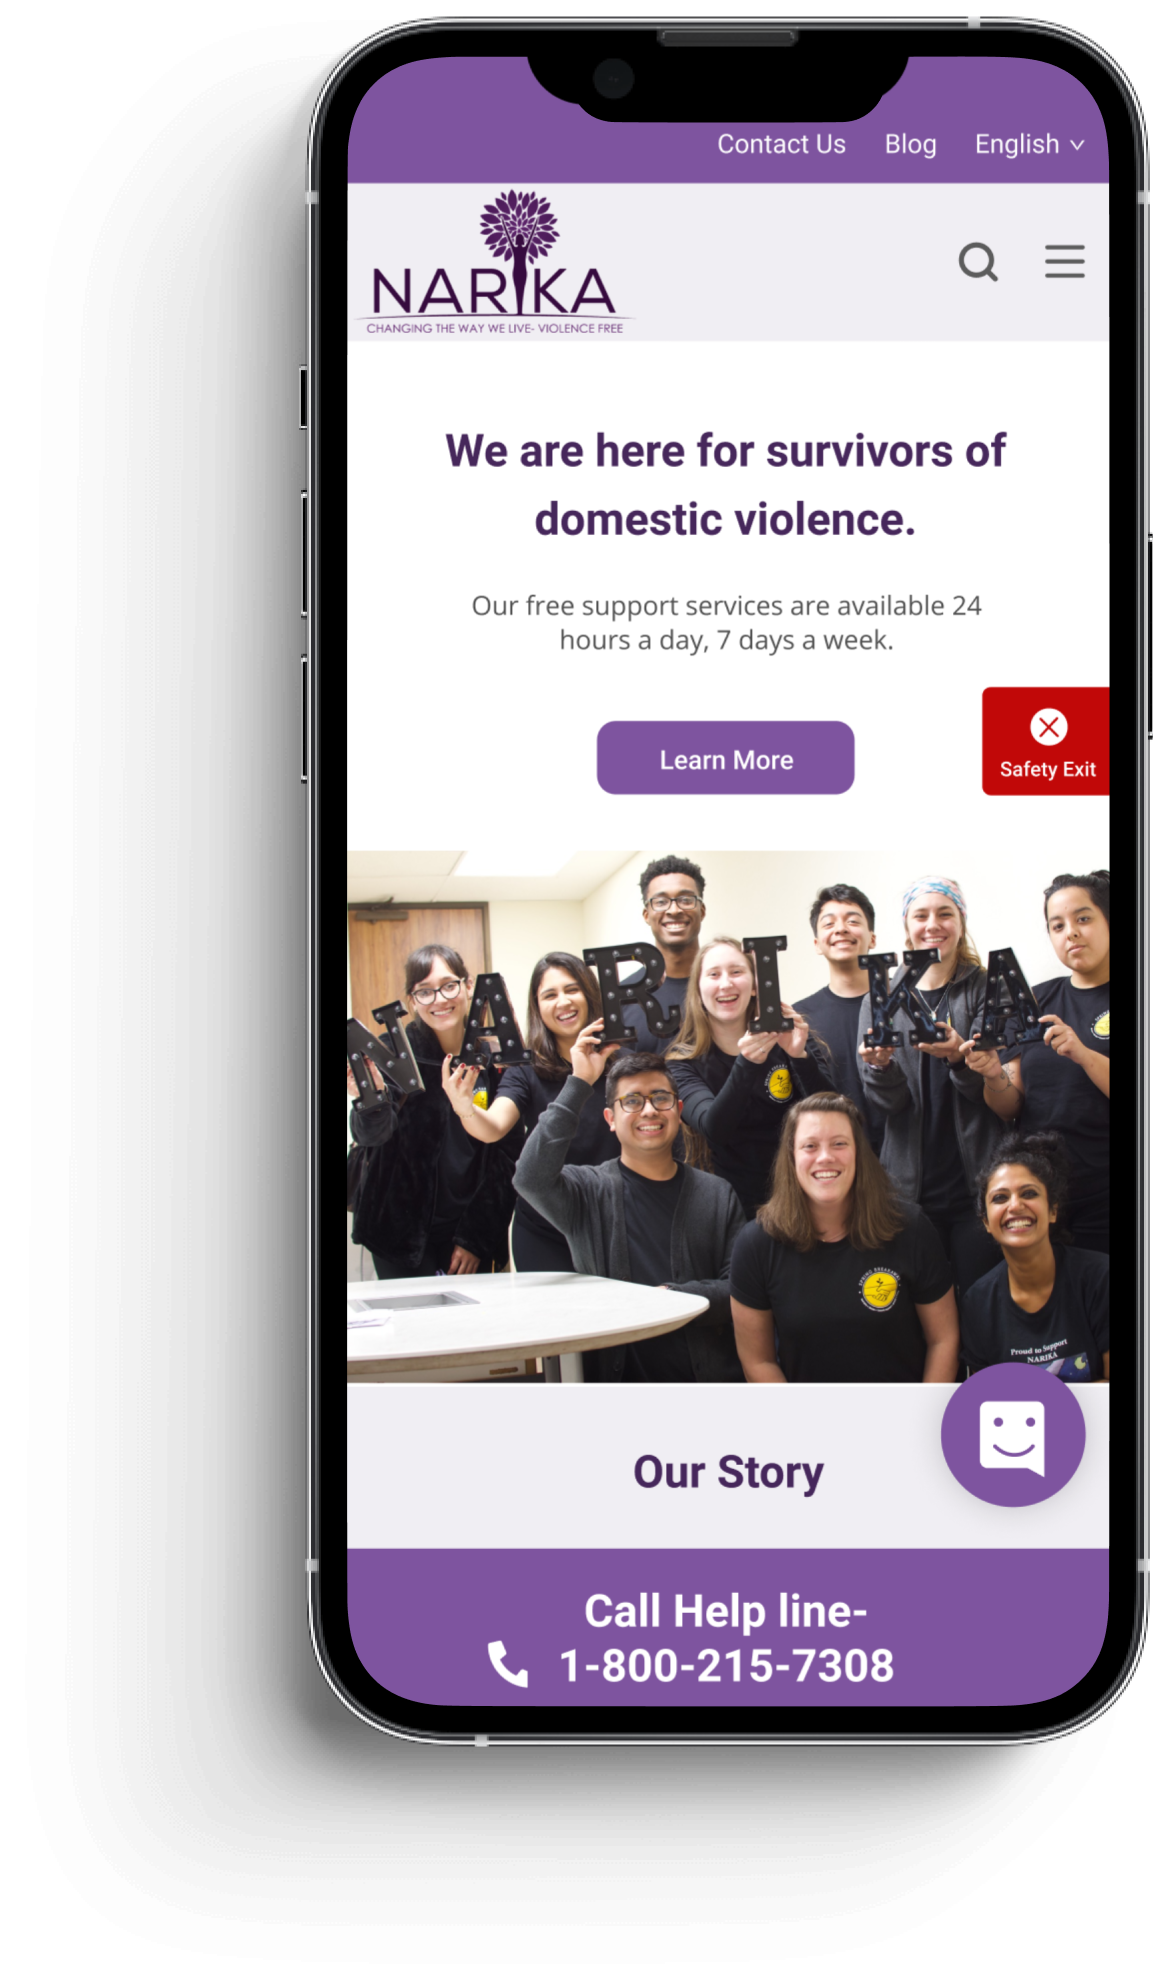 Contact Us Blog English
NARIKA
CHANGING THE WAY WE LIVE- VIOLENCE FREE
We are here for survivors of
domestic violence.
Our free support services are available 24
hours a day, 7 days a week.
Learn More
Safety Exit
NARIKA
Proud to Support
NARIKA
Our Story
Call Help line-
1-800-215-7308